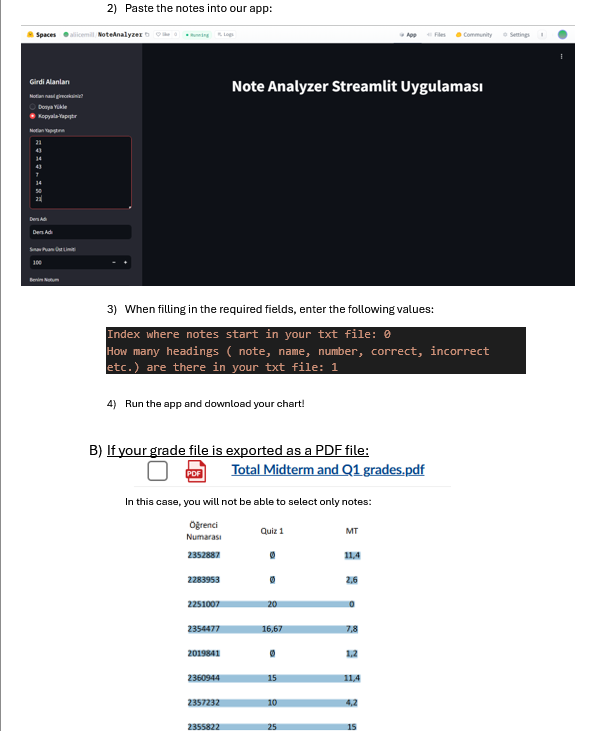 2) Paste the notes into our app:
Spaces alicemill NoteAnalyzer like Running Logs App Files Community Settings
Girdi Alanları
Note Analyzer Streamlit Uygulaması
Notları nasıl gireceksiniz?
Dosya Yükle
Kopyala-Yapıştır
Notları Yapıştırın
21
43
14
43
7
14
50
21
Ders Adı
Ders Adı
Sınav Puanı Üst Limiti
100 - +
Benim Notum
3) When filling in the required fields, enter the following values:
Index where notes start in your txt file: 0
How many headings ( note, name, number, correct, incorrect
etc.) are there in your txt file: 1
4) Run the app and download your chart!
B) If your grade file is exported as a PDF file:
PDF Total Midterm and Q1 grades.pdf
In this case, you will not be able to select only notes:
Öğrenci
Numarası Quiz 1 MT
2352887 Ø 11,4
2283953 Ø 2,6
2251007 20 0
2354477 16,67 7,8
2019841 Ø 1,2
2360944 15 11,4
2357232 10 4,2
2355822 25 15